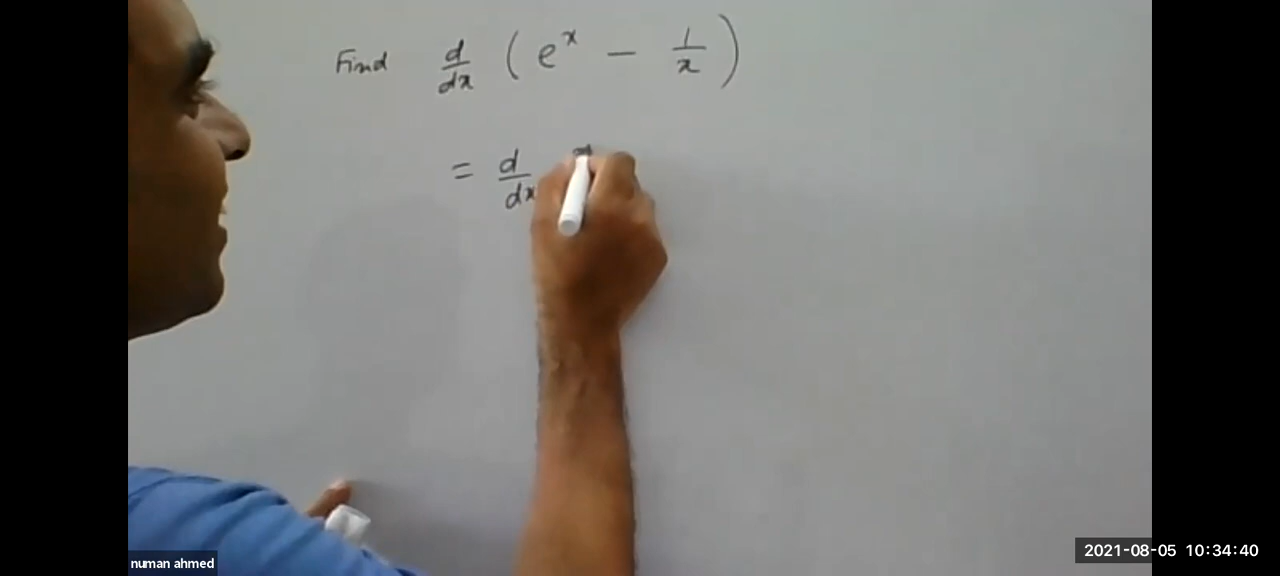 Find d/dx ( e^x - 1/x )
= d/dx
numan ahmed
2021-08-05 10:34:40